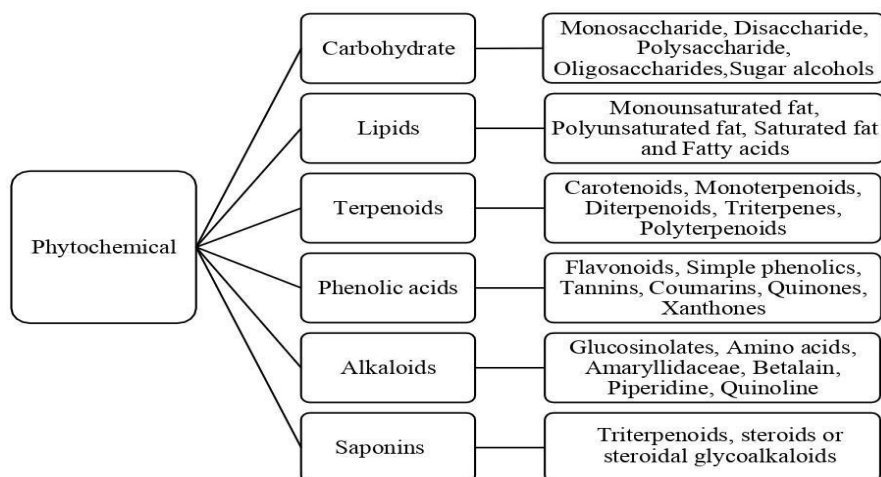 Phytochemical
Carbohydrate
Monosaccharide, Disaccharide,
Polysaccharide,
Oligosaccharides,Sugar alcohols
Lipids
Monounsaturated fat,
Polyunsaturated fat, Saturated fat
and Fatty acids
Terpenoids
Carotenoids, Monoterpenoids,
Diterpenoids, Triterpenes,
Polyterpenoids
Phenolic acids
Flavonoids, Simple phenolics,
Tannins, Coumarins, Quinones,
Xanthones
Alkaloids
Glucosinolates, Amino acids,
Amaryllidaceae, Betalain,
Piperidine, Quinoline
Saponins
Triterpenoids, steroids or
steroidal glycoalkaloids